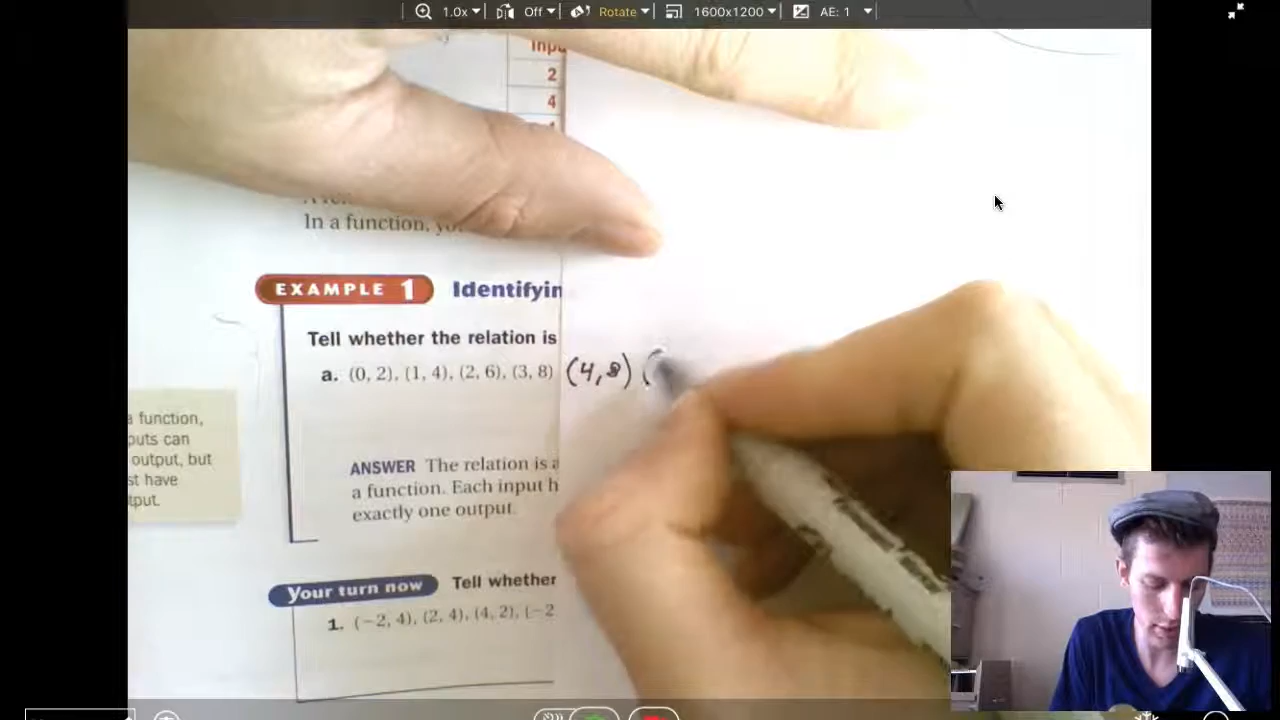 1.0x Off Rotate 1600x1200 AE: 1
2
4
In a function,
EXAMPLE 1 Identifyin
Tell whether the relation is
a. (0, 2), (1, 4), (2, 6), (3, 8) (4,8) (
a function,
puts can
output, but
st have
tput.
ANSWER The relation is a
a function. Each input h
exactly one output.
Your turn now Tell whether
1. (−2, 4), (2, 4), (4, 2), (−2